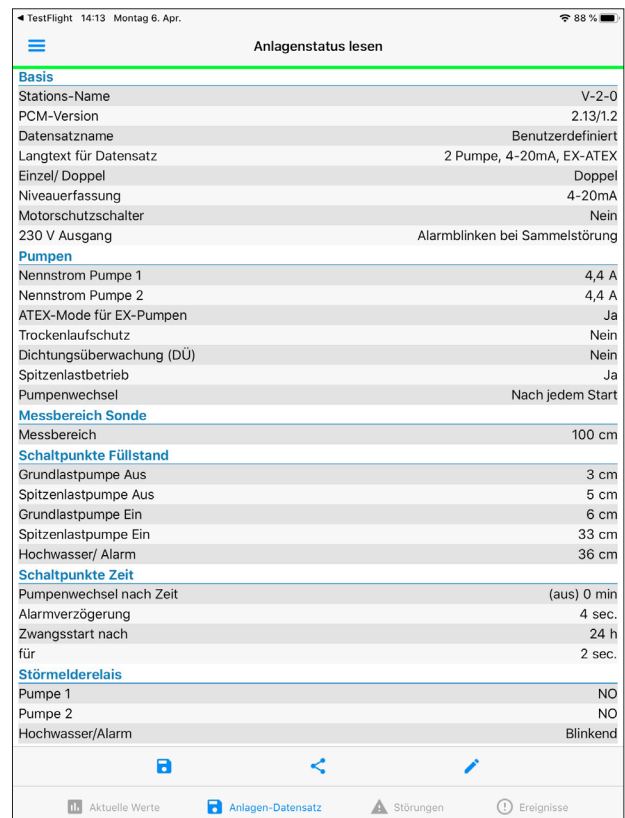 TestFlight 14:13 Montag 6. Apr. 88 %
Anlagenstatus lesen
Basis
Stations-Name V-2-0
PCM-Version 2.13/1.2
Datensatzname Benutzerdefiniert
Langtext für Datensatz 2 Pumpe, 4-20mA, EX-ATEX
Einzel/ Doppel Doppel
Niveauerfassung 4-20mA
Motorschutzschalter Nein
230 V Ausgang Alarmblinken bei Sammelstörung
Pumpen
Nennstrom Pumpe 1 4,4 A
Nennstrom Pumpe 2 4,4 A
ATEX-Mode für EX-Pumpen Ja
Trockenlaufschutz Nein
Dichtungsüberwachung (DÜ) Nein
Spitzenlastbetrieb Ja
Pumpenwechsel Nach jedem Start
Messbereich Sonde
Messbereich 100 cm
Schaltpunkte Füllstand
Grundlastpumpe Aus 3 cm
Spitzenlastpumpe Aus 5 cm
Grundlastpumpe Ein 6 cm
Spitzenlastpumpe Ein 33 cm
Hochwasser/ Alarm 36 cm
Schaltpunkte Zeit
Pumpenwechsel nach Zeit (aus) 0 min
Alarmverzögerung 4 sec.
Zwangsstart nach 24 h
für 2 sec.
Störmelderelais
Pumpe 1 NO
Pumpe 2 NO
Hochwasser/Alarm Blinkend
Aktuelle Werte Anlagen-Datensatz Störungen Ereignisse